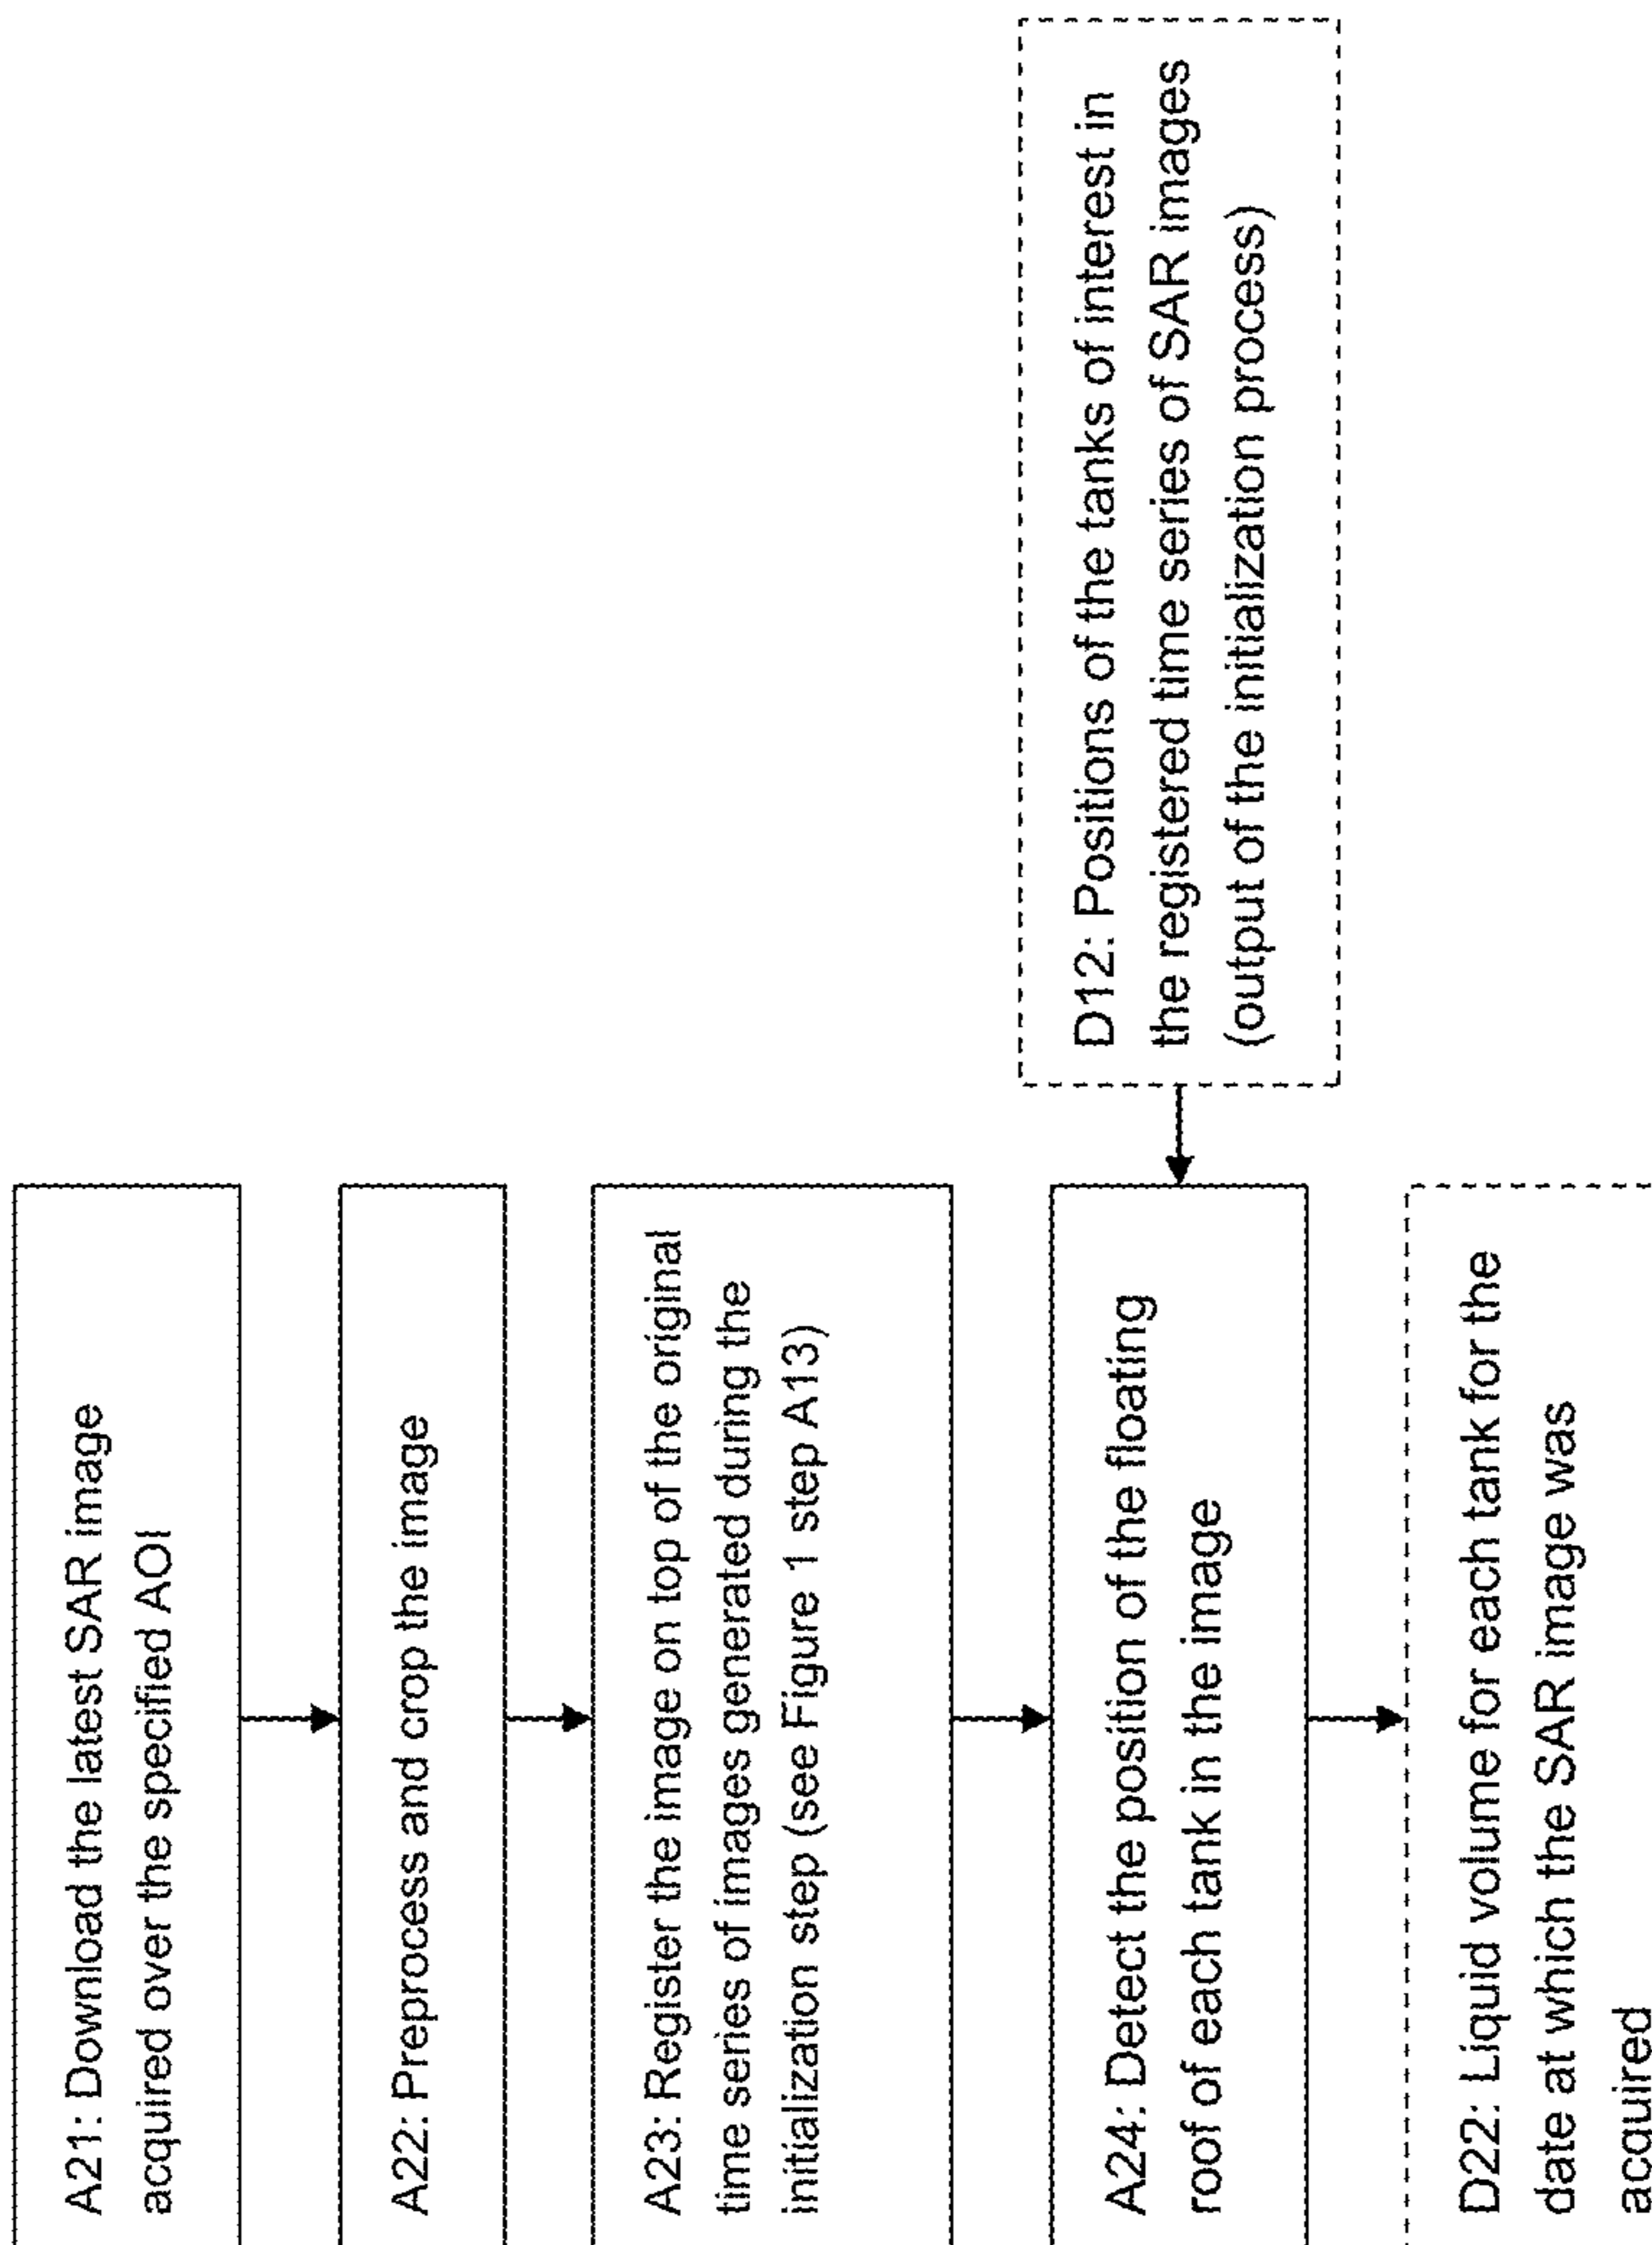 A21: Download the latest SAR image
acquired over the specified AOI
A22: Preprocess and crop the image
A23: Register the image on top of the original
time series of images generated during the
initialization step (see Figure 1 step A13)
A24: Detect the position of the floating
roof of each tank in the image
D12: Positions of the tanks of interest in
the registered time series of SAR images
(output of the initialization process)
D22: Liquid volume for each tank for the
date at which the SAR image was
acquired